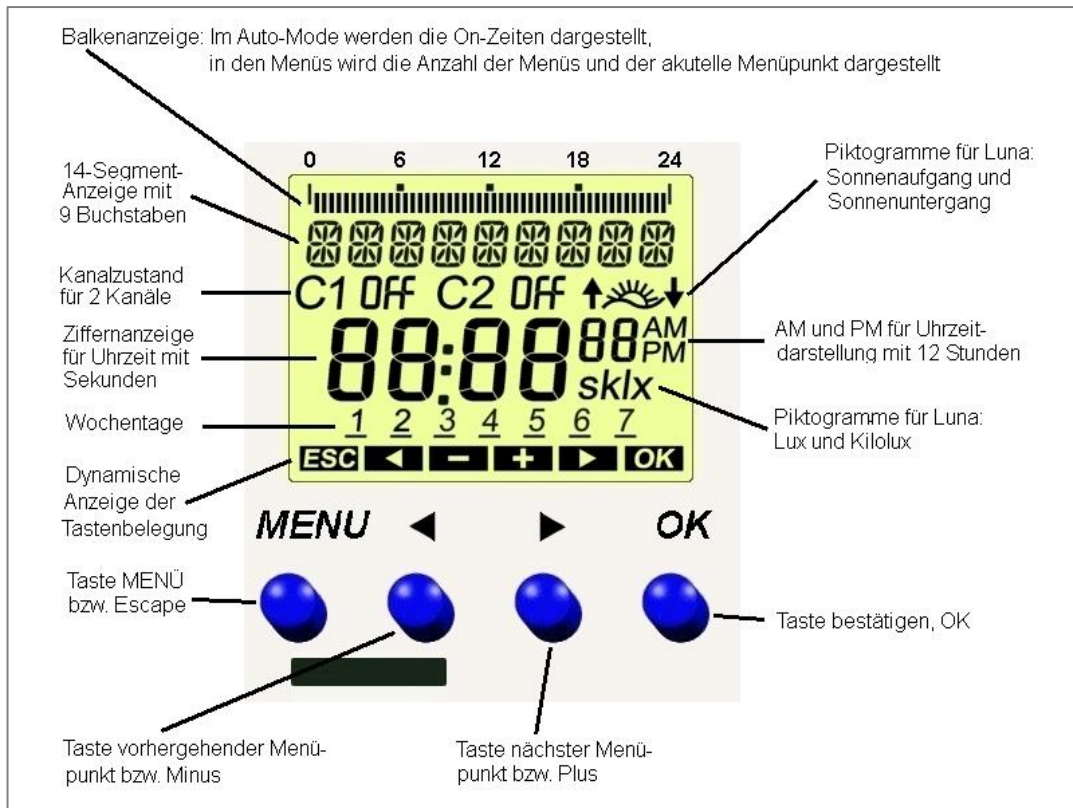 Balkenanzeige: Im Auto-Mode werden die On-Zeiten dargestellt,
in den Menüs wird die Anzahl der Menüs und der akutelle Menüpunkt dargestellt
0 6 12 18 24
14-Segment-
Anzeige mit
9 Buchstaben
Piktogramme für Luna:
Sonnenaufgang und
Sonnenuntergang
Kanalzustand
für 2 Kanäle
C1 OFF C2 OFF
Ziffernanzeige
für Uhrzeit mit
Sekunden
88:88 88 AM
PM
sklx
AM und PM für Uhrzeit-
darstellung mit 12 Stunden
Piktogramme für Luna:
Lux und Kilolux
Wochentage
1 2 3 4 5 6 7
ESC ◄ − + ► OK
Dynamische
Anzeige der
Tastenbelegung
MENU ◄ ► OK
Taste MENÜ
bzw. Escape
Taste bestätigen, OK
Taste vorhergehender Menü-
punkt bzw. Minus
Taste nächster Menü-
punkt bzw. Plus